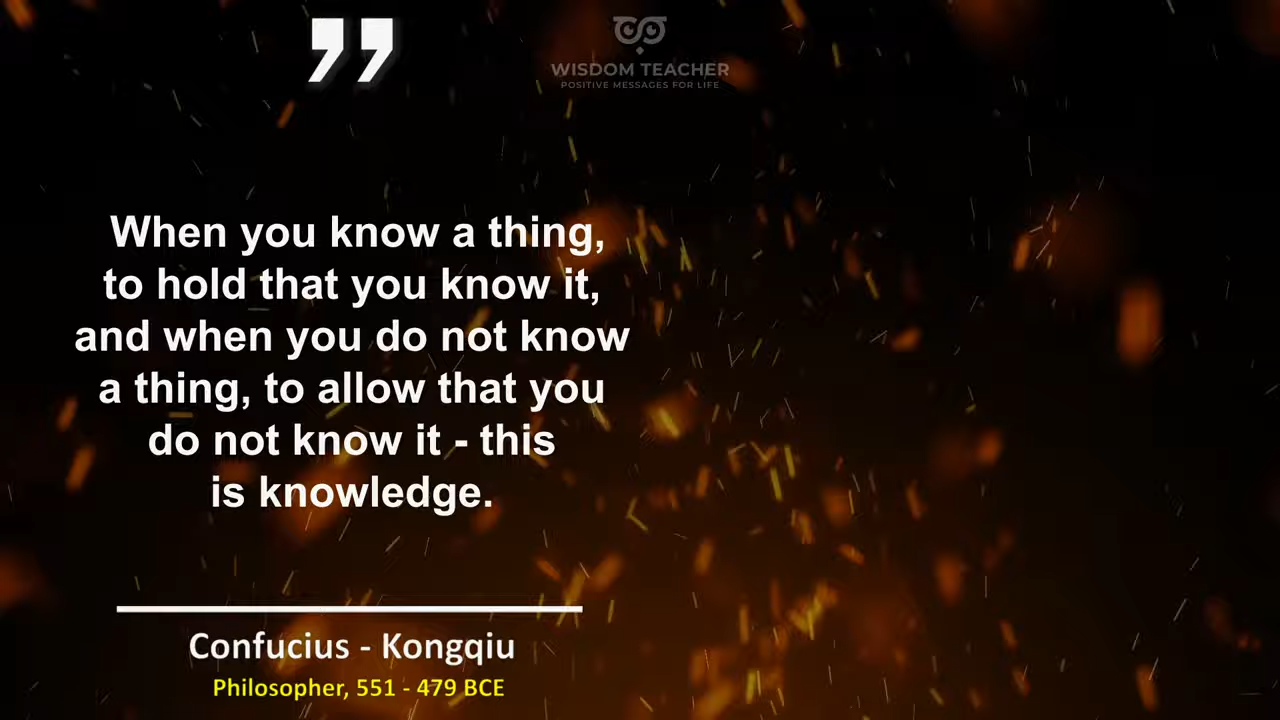 ”
WISDOM TEACHER
POSITIVE MESSAGES FOR LIFE
When you know a thing,
to hold that you know it,
and when you do not know
a thing, to allow that you
do not know it - this
is knowledge.
Confucius - Kongqiu
Philosopher, 551 - 479 BCE